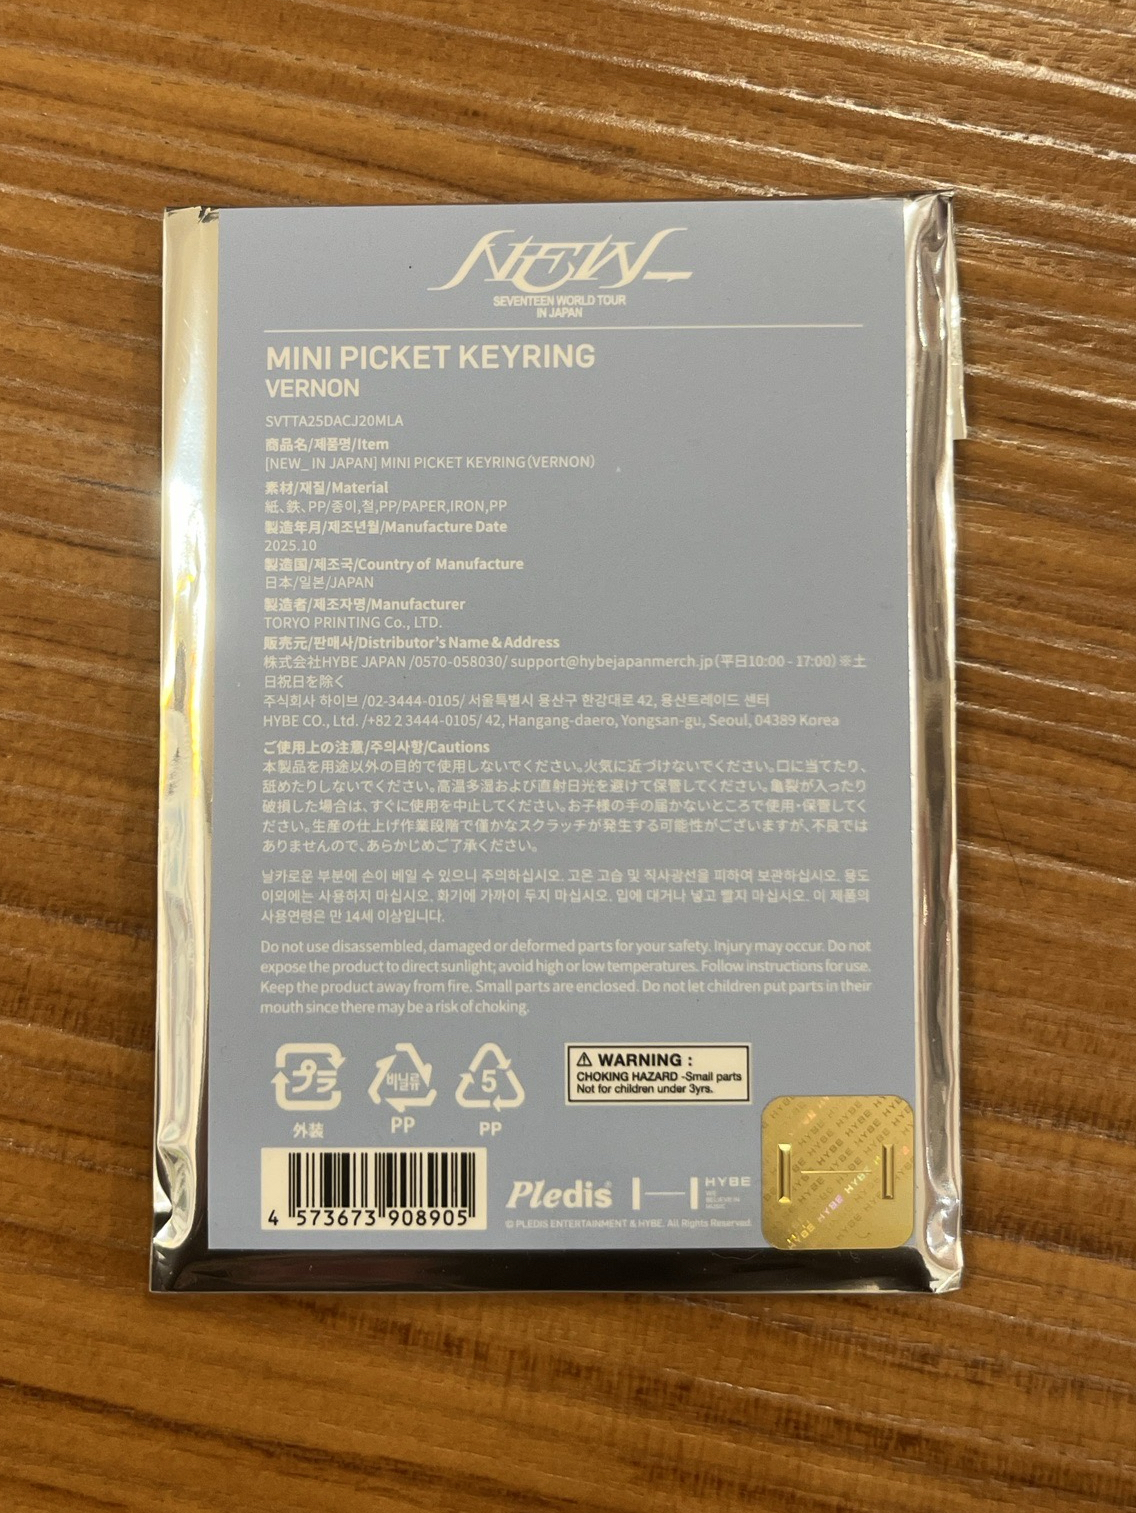 NEW_
SEVENTEEN WORLD TOUR
IN JAPAN
MINI PICKET KEYRING
VERNON
SVTTA25DACJ20MLA
商品名/제품명/Item
[NEW_ IN JAPAN] MINI PICKET KEYRING(VERNON)
素材/재질/Material
紙、鉄、PP/종이,철,PP/PAPER,IRON,PP
製造年月/제조년월/Manufacture Date
2025.10
製造国/제조국/Country of Manufacture
日本/일본/JAPAN
製造者/제조자명/Manufacturer
TORYO PRINTING Co., LTD.
販売元/판매사/Distributor's Name & Address
株式会社HYBE JAPAN /0570-058030/ support@hybejapanmerch.jp(平日10:00 - 17:00)※土
日祝日を除く
주식회사 하이브 /02-3444-0105/ 서울특별시 용산구 한강대로 42, 용산트레이드 센터
HYBE CO., Ltd. /+82 2 3444-0105/ 42, Hangang-daero, Yongsan-gu, Seoul, 04389 Korea
ご使用上の注意/주의사항/Cautions
本製品を用途以外の目的で使用しないでください。火気に近づけないでください。口に当てたり、
舐めたりしないでください。高温多湿および直射日光を避けて保管してください。亀裂が入ったり
破損した場合は、すぐに使用を中止してください。お子様の手の届かないところで使用・保管してく
ださい。生産の仕上げ作業段階で僅かなスクラッチが発生する可能性がございますが、不良では
ありませんので、あらかじめご了承ください。
날카로운 부분에 손이 베일 수 있으니 주의하십시오. 고온 고습 및 직사광선을 피하여 보관하십시오. 용도
이외에는 사용하지 마십시오. 화기에 가까이 두지 마십시오. 입에 대거나 넣고 빨지 마십시오. 이 제품의
사용연령은 만 14세 이상입니다.
Do not use disassembled, damaged or deformed parts for your safety. Injury may occur. Do not
expose the product to direct sunlight; avoid high or low temperatures. Follow instructions for use.
Keep the product away from fire. Small parts are enclosed. Do not let children put parts in their
mouth since there may be a risk of choking.
プラ
外装
비닐류
PP
5
PP
WARNING :
CHOKING HAZARD -Small parts
Not for children under 3yrs.
4 573673 908905
Pledis
HYBE
WE
BELIEVE IN
MUSIC
© PLEDIS ENTERTAINMENT & HYBE. All Rights Reserved.
HYBE HYBE HYBE